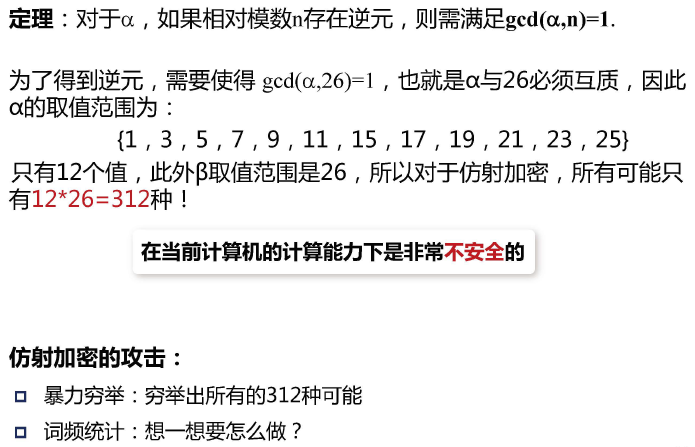 定理：对于α，如果相对模数n存在逆元，则需满足gcd(α,n)=1.
为了得到逆元，需要使得 gcd(α,26)=1，也就是α与26必须互质，因此
α的取值范围为：
{1，3，5，7，9，11，15，17，19，21，23，25}
只有12个值，此外β取值范围是26，所以对于仿射加密，所有可能只
有12*26=312种！
在当前计算机的计算能力下是非常不安全的
仿射加密的攻击：
暴力穷举：穷举出所有的312种可能
词频统计：想一想要怎么做？